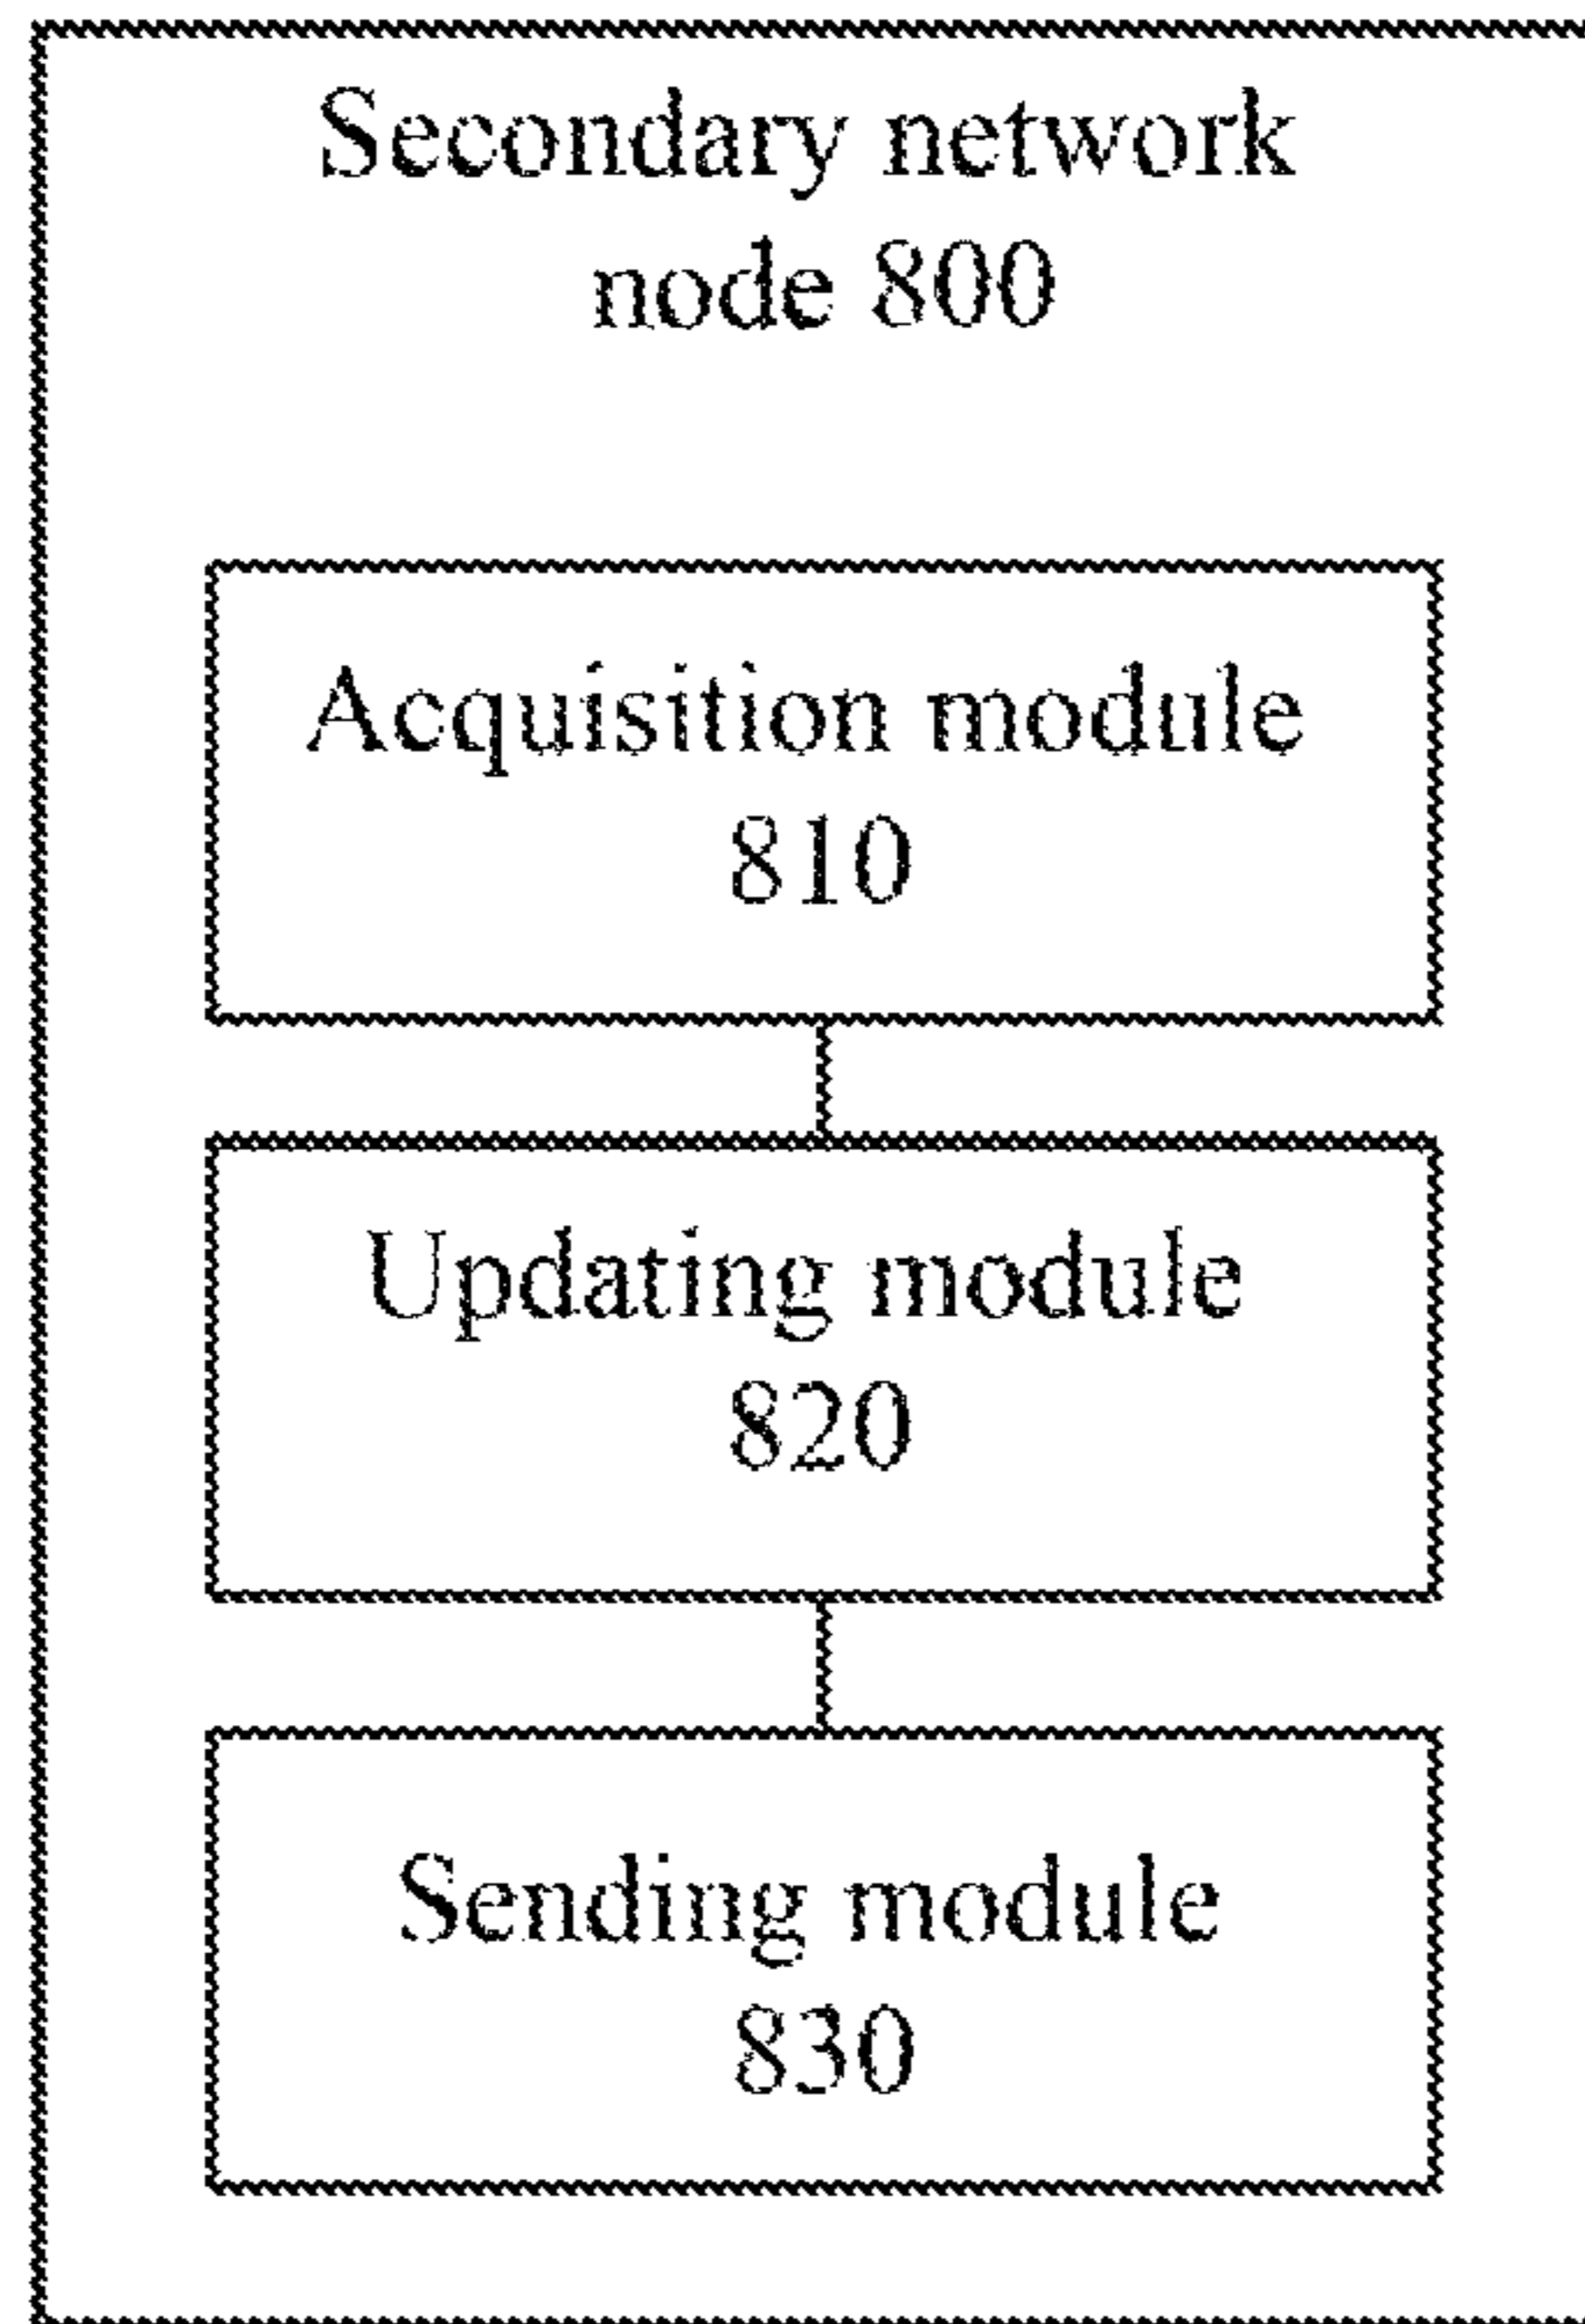 Secondary network
node 800
Acquisition module
810
Updating module
820
Sending module
830